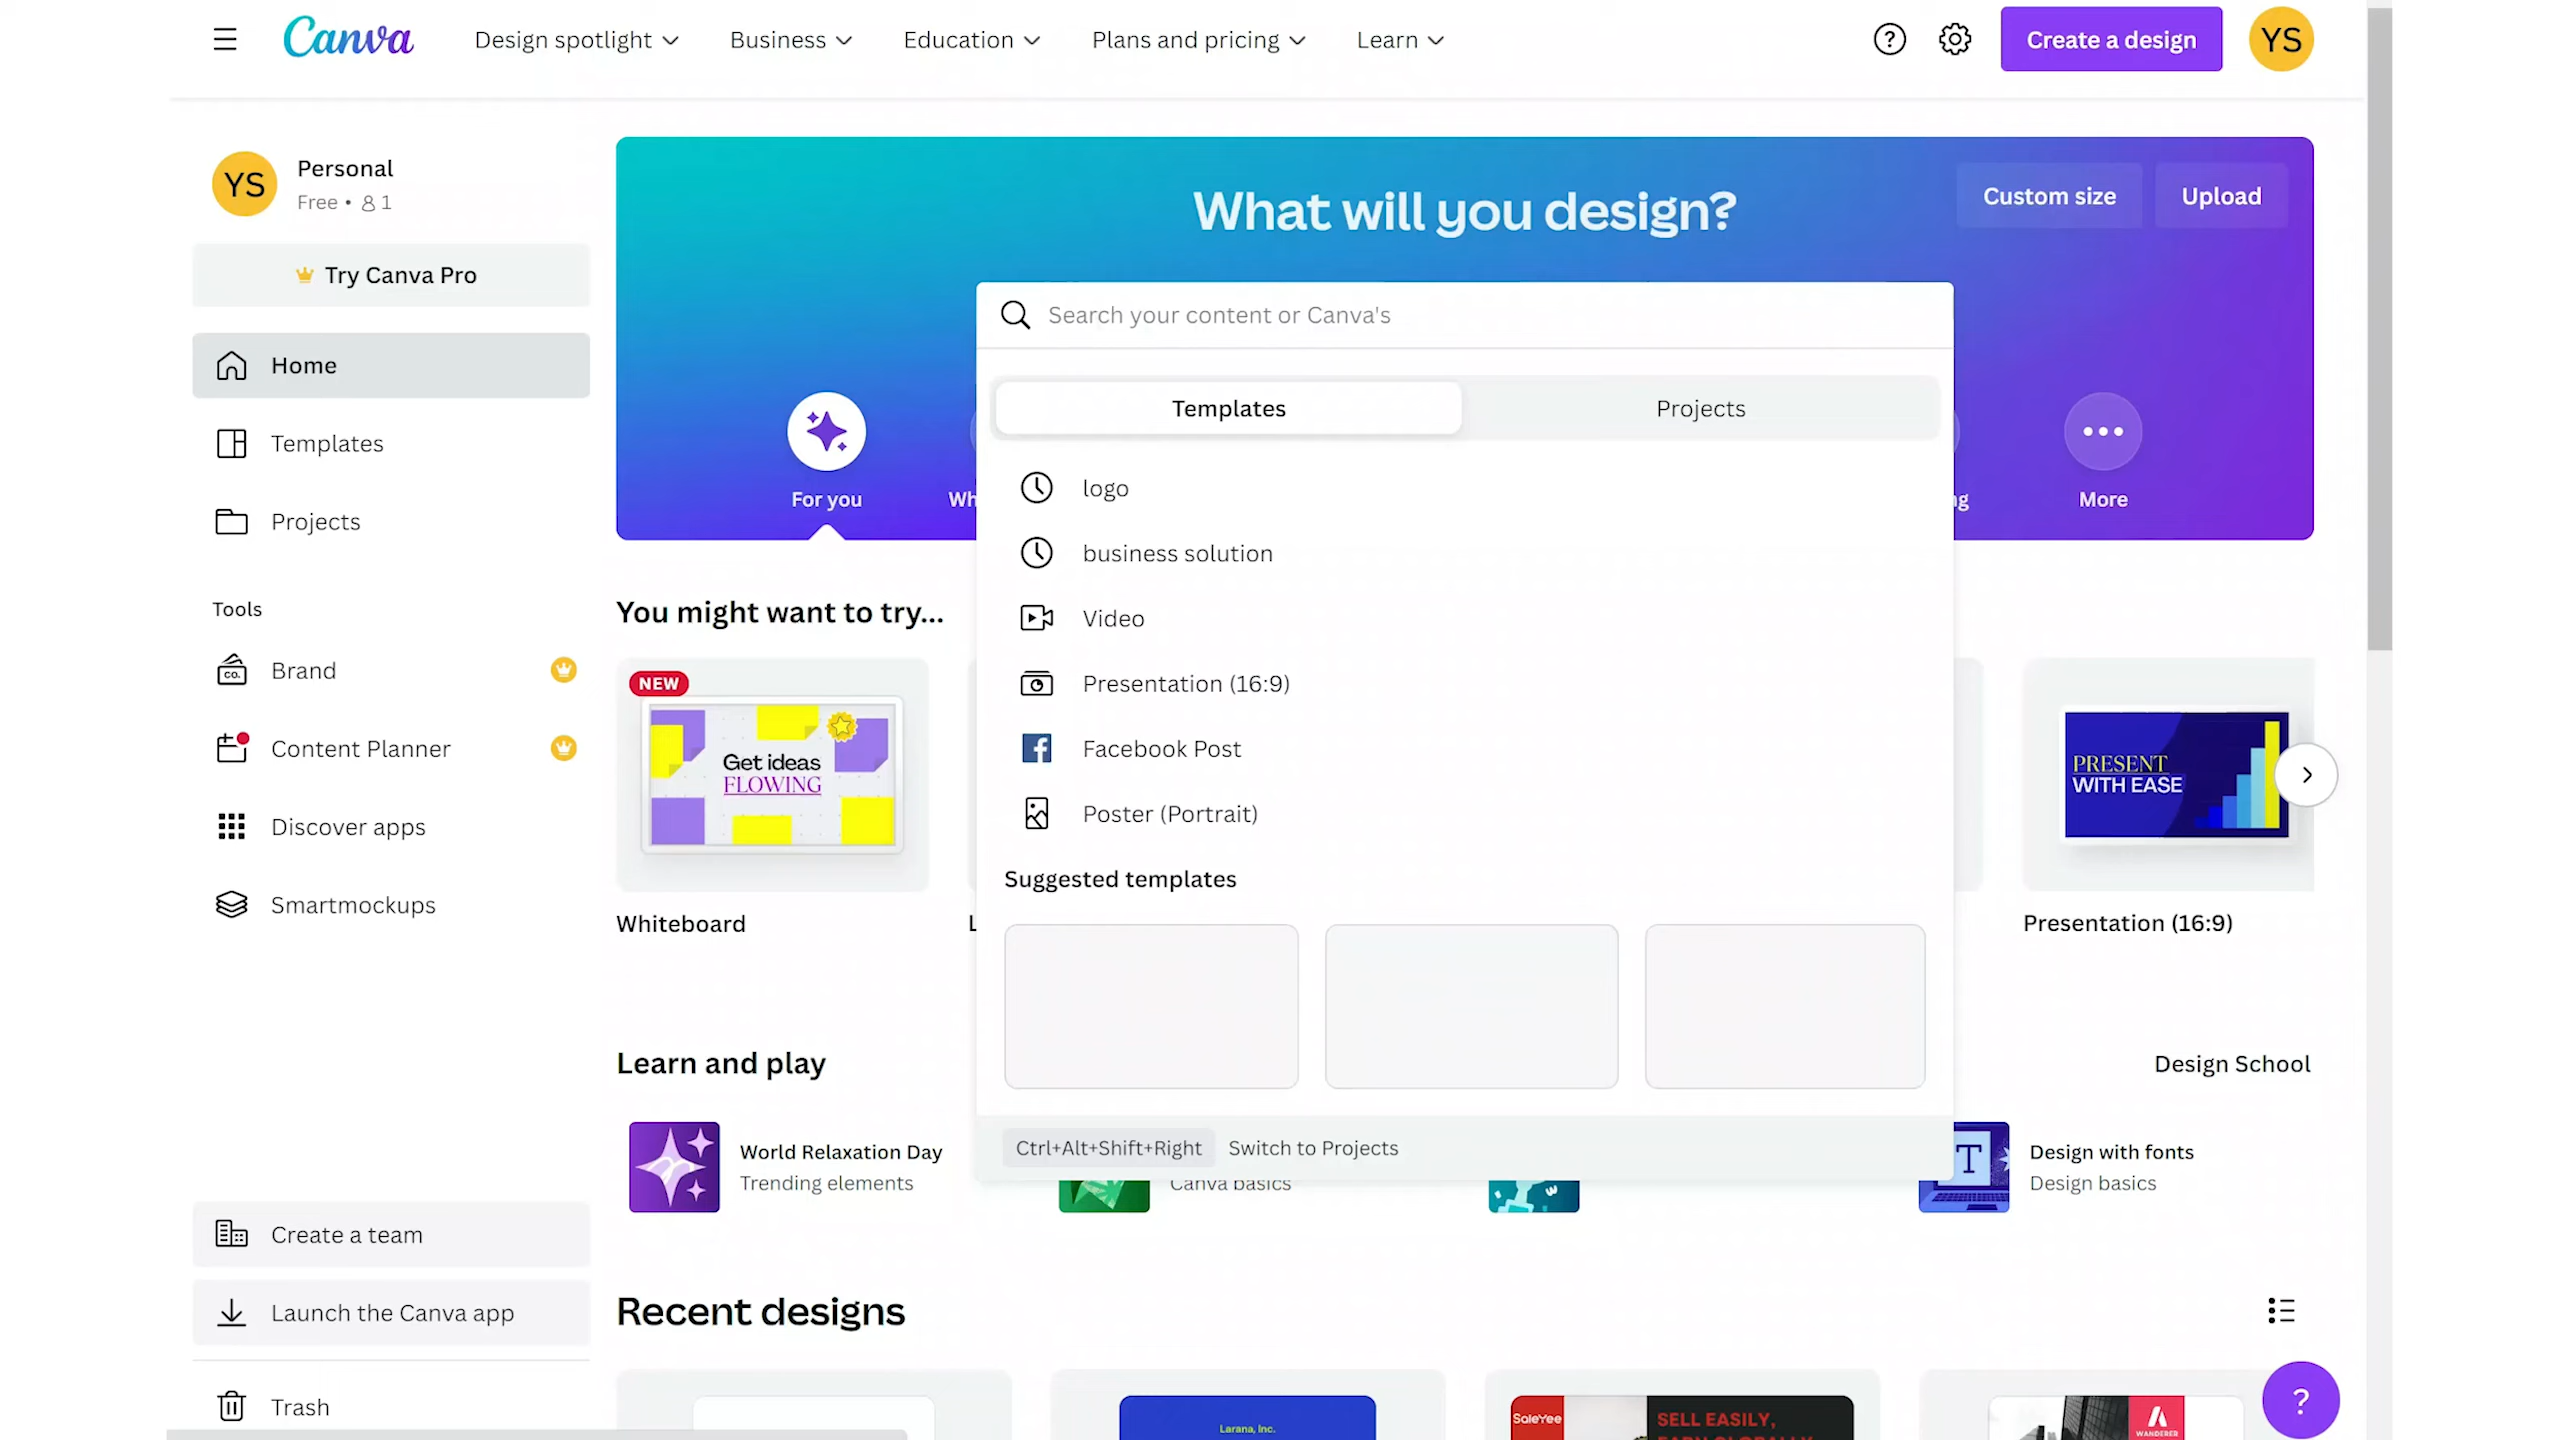 Canva
Design spotlight
Business
Education
Plans and pricing
Learn
?
Create a design
YS
YS
Personal
Free • 1
Try Canva Pro
Home
Templates
Projects
Tools
Brand
CO.
Content Planner
Discover apps
Smartmockups
Create a team
Launch the Canva app
Trash
What will you design?
Custom size
Upload
Search your content or Canva's
Templates
Projects
logo
business solution
Video
Presentation (16:9)
Facebook Post
Poster (Portrait)
Suggested templates
Ctrl+Alt+Shift+Right
Switch to Projects
For you
Wh
g
More
You might want to try...
NEW
Get ideas
FLOWING
Whiteboard
PRESENT
WITH EASE
Presentation (16:9)
Learn and play
Design School
World Relaxation Day
Trending elements
Canva basics
T
Design with fonts
Design basics
Recent designs
Larana, Inc.
SaleYee
SELL EASILY,
WANDERER
?